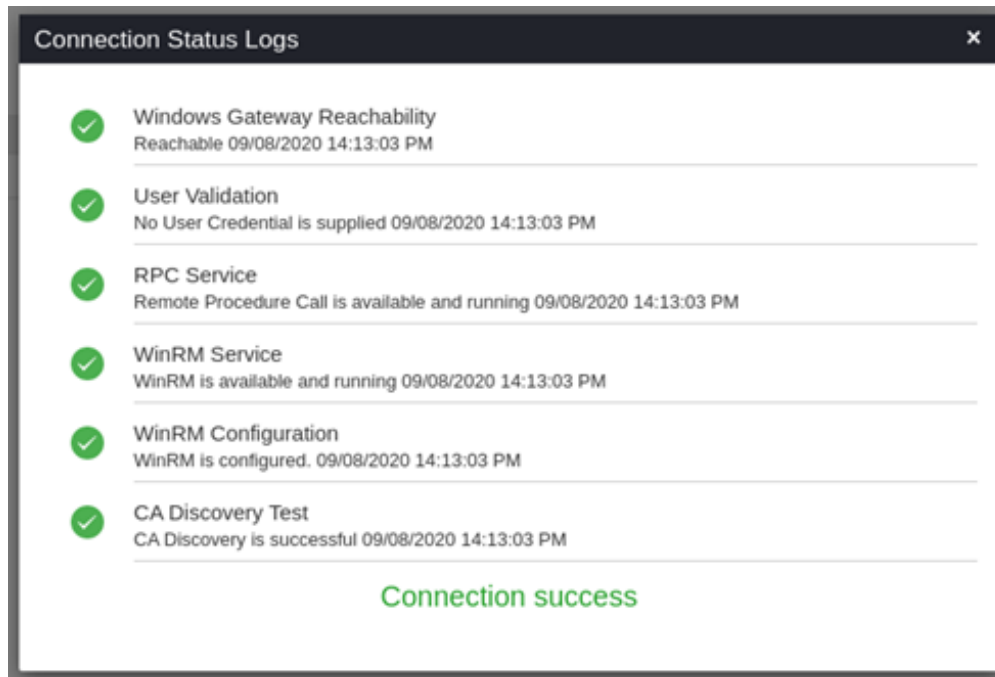 Connection Status Logs ×
Windows Gateway Reachability
Reachable 09/08/2020 14:13:03 PM
User Validation
No User Credential is supplied 09/08/2020 14:13:03 PM
RPC Service
Remote Procedure Call is available and running 09/08/2020 14:13:03 PM
WinRM Service
WinRM is available and running 09/08/2020 14:13:03 PM
WinRM Configuration
WinRM is configured. 09/08/2020 14:13:03 PM
CA Discovery Test
CA Discovery is successful 09/08/2020 14:13:03 PM
Connection success